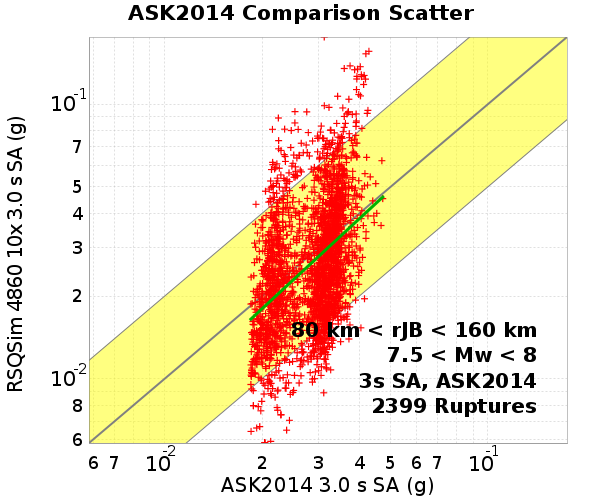 ASK2014 Comparison Scatter
RSQSim 4860 10x 3.0 s SA (g)
10-1
7
5
4
3
2
10-2
8
6
80 km < rJB < 160 km
7.5 < Mw < 8
3s SA, ASK2014
2399 Ruptures
6 7 10-2 2 3 4 5 6 7 10-1
ASK2014 3.0 s SA (g)